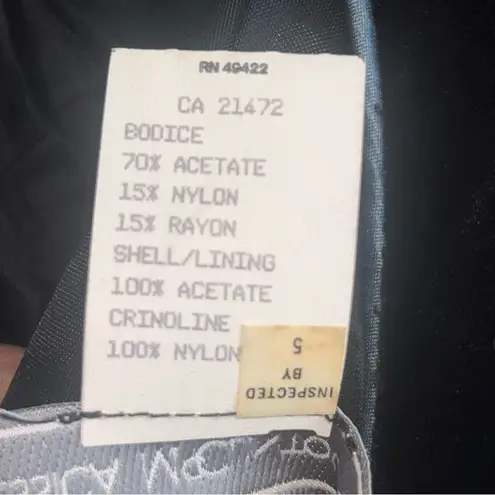 RN 49422
CA 21472
BODICE
70% ACETATE
15% NYLON
15% RAYON
SHELL/LINING
100% ACETATE
CRINOLINE
100% NYLON
INSPECTED
BY
5